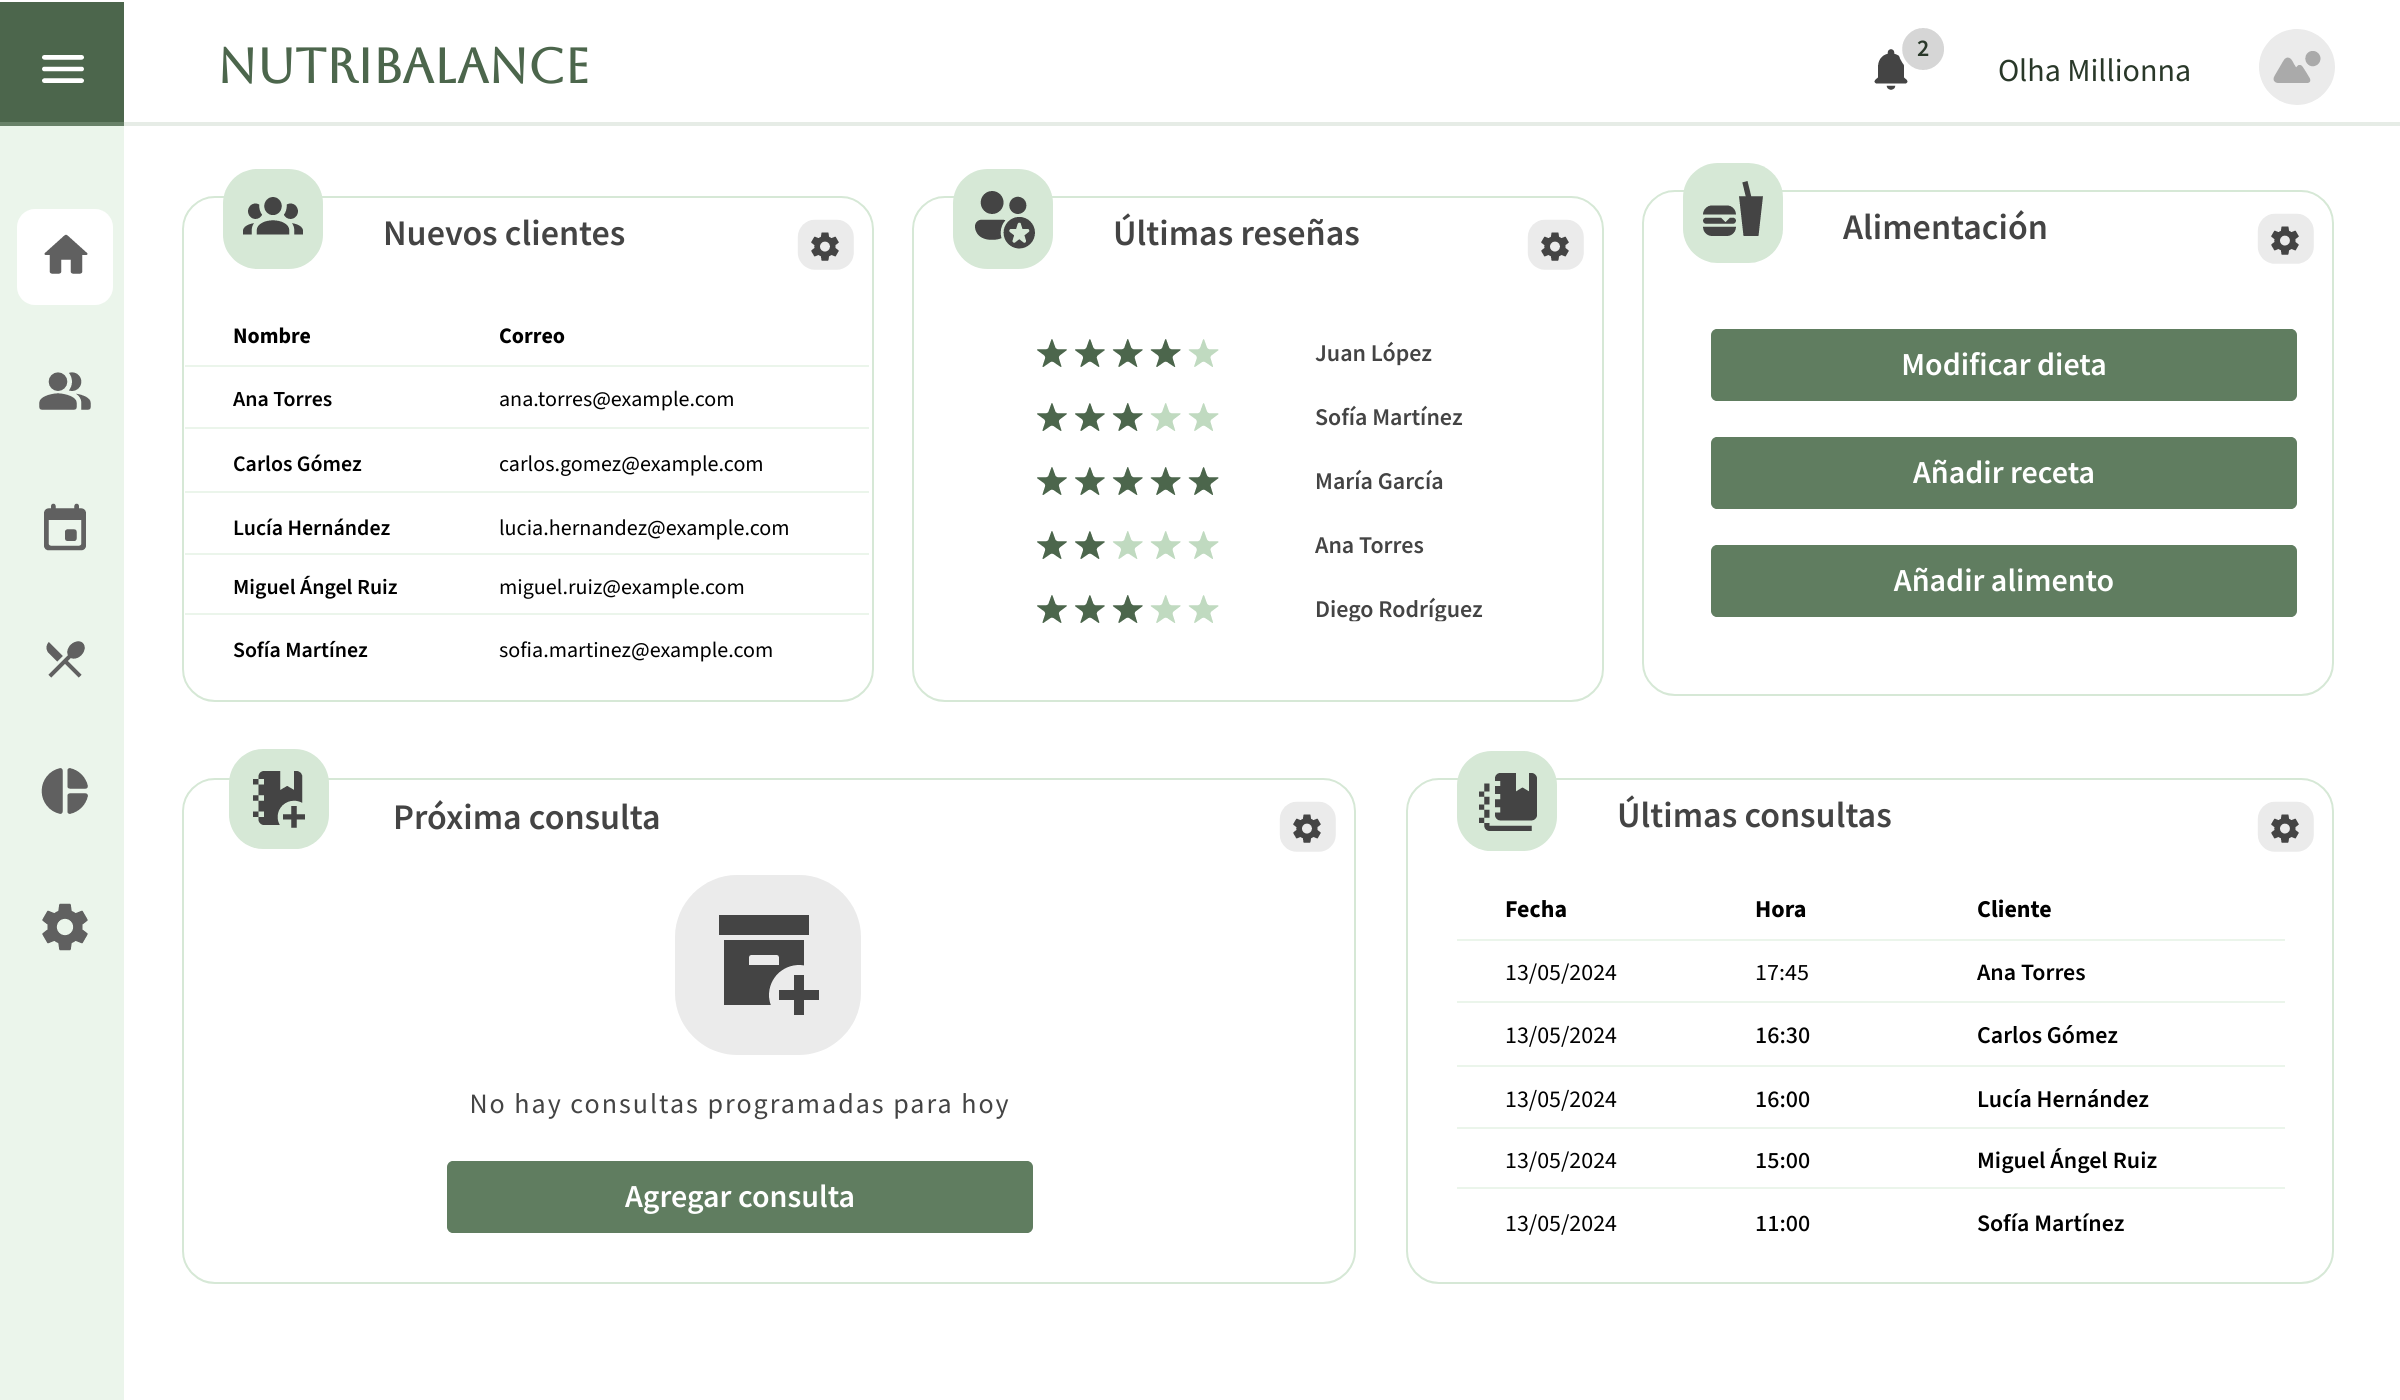 NUTRIBALANCE
2
Olha Millionna
Nuevos clientes
Nombre Correo
Ana Torres ana.torres@example.com
Carlos Gómez carlos.gomez@example.com
Lucía Hernández lucia.hernandez@example.com
Miguel Ángel Ruiz miguel.ruiz@example.com
Sofía Martínez sofia.martinez@example.com
Últimas reseñas
Juan López
Sofía Martínez
María García
Ana Torres
Diego Rodríguez
Alimentación
Modificar dieta
Añadir receta
Añadir alimento
Próxima consulta
No hay consultas programadas para hoy
Agregar consulta
Últimas consultas
Fecha Hora Cliente
13/05/2024 17:45 Ana Torres
13/05/2024 16:30 Carlos Gómez
13/05/2024 16:00 Lucía Hernández
13/05/2024 15:00 Miguel Ángel Ruiz
13/05/2024 11:00 Sofía Martínez